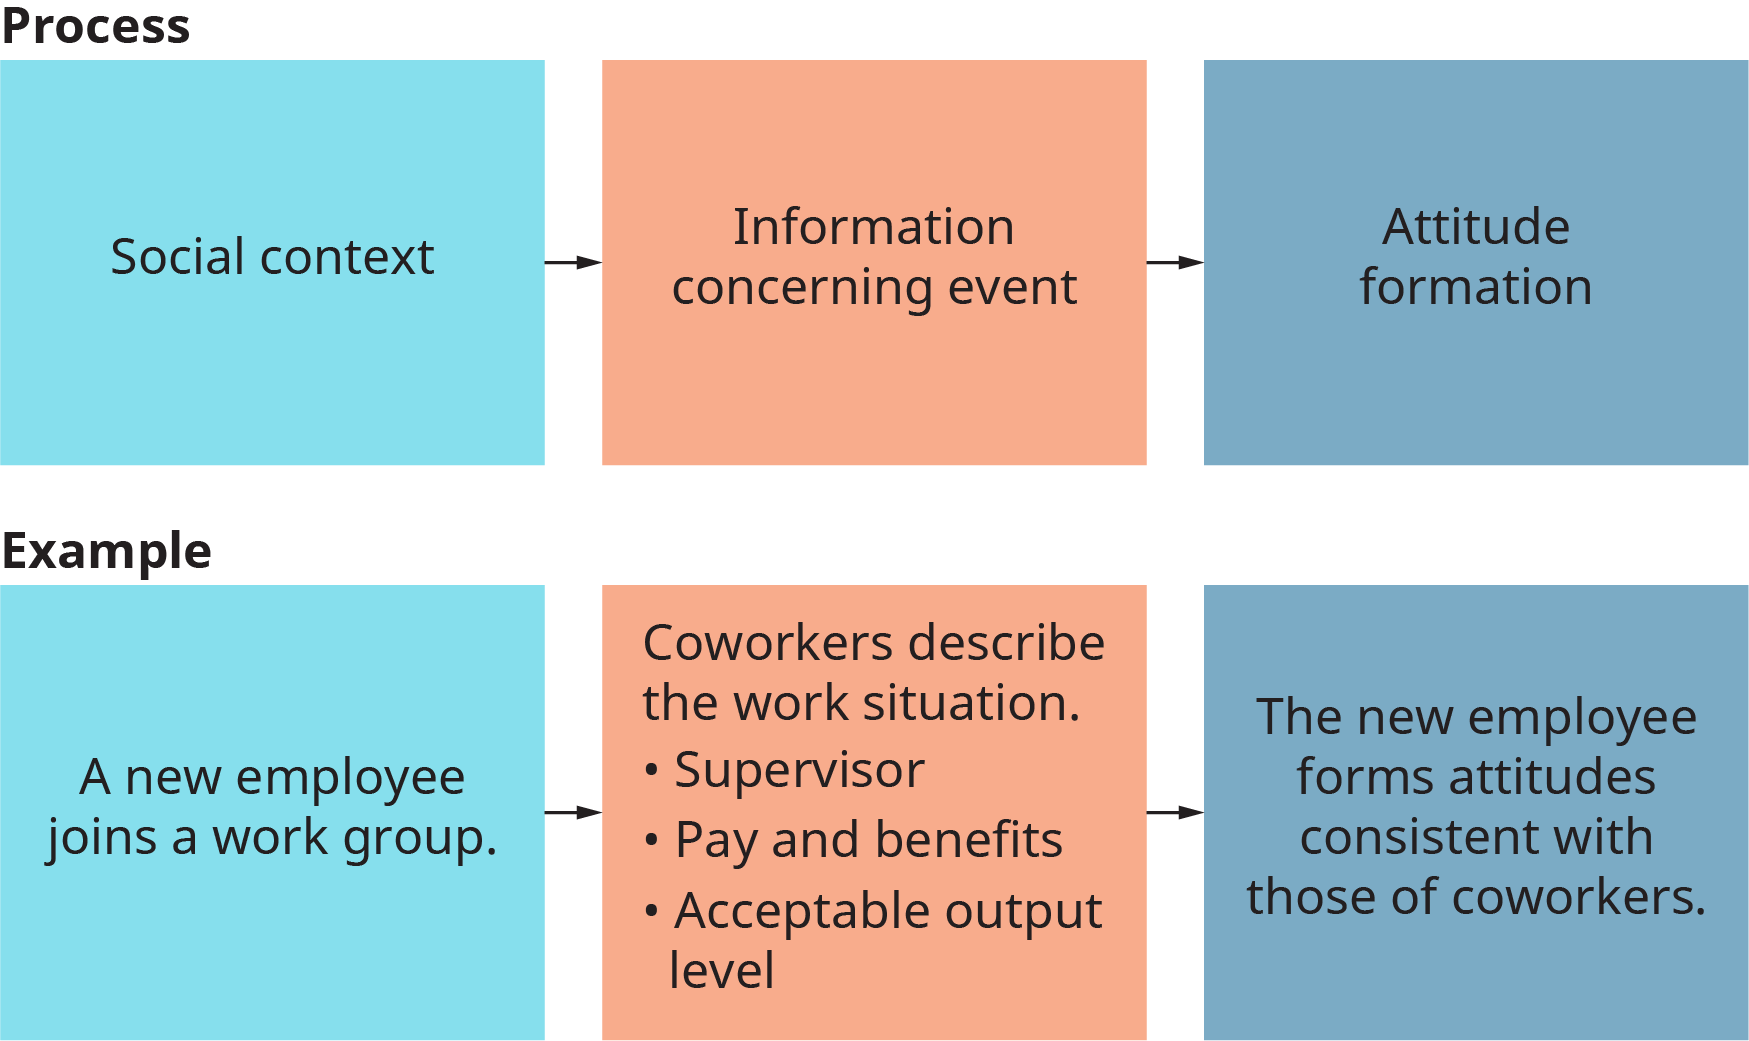 Process
Social context
Information
concerning event
Attitude
formation
Example
A new employee
joins a work group.
Coworkers describe
the work situation.
• Supervisor
• Pay and benefits
• Acceptable output
level
The new employee
forms attitudes
consistent with
those of coworkers.